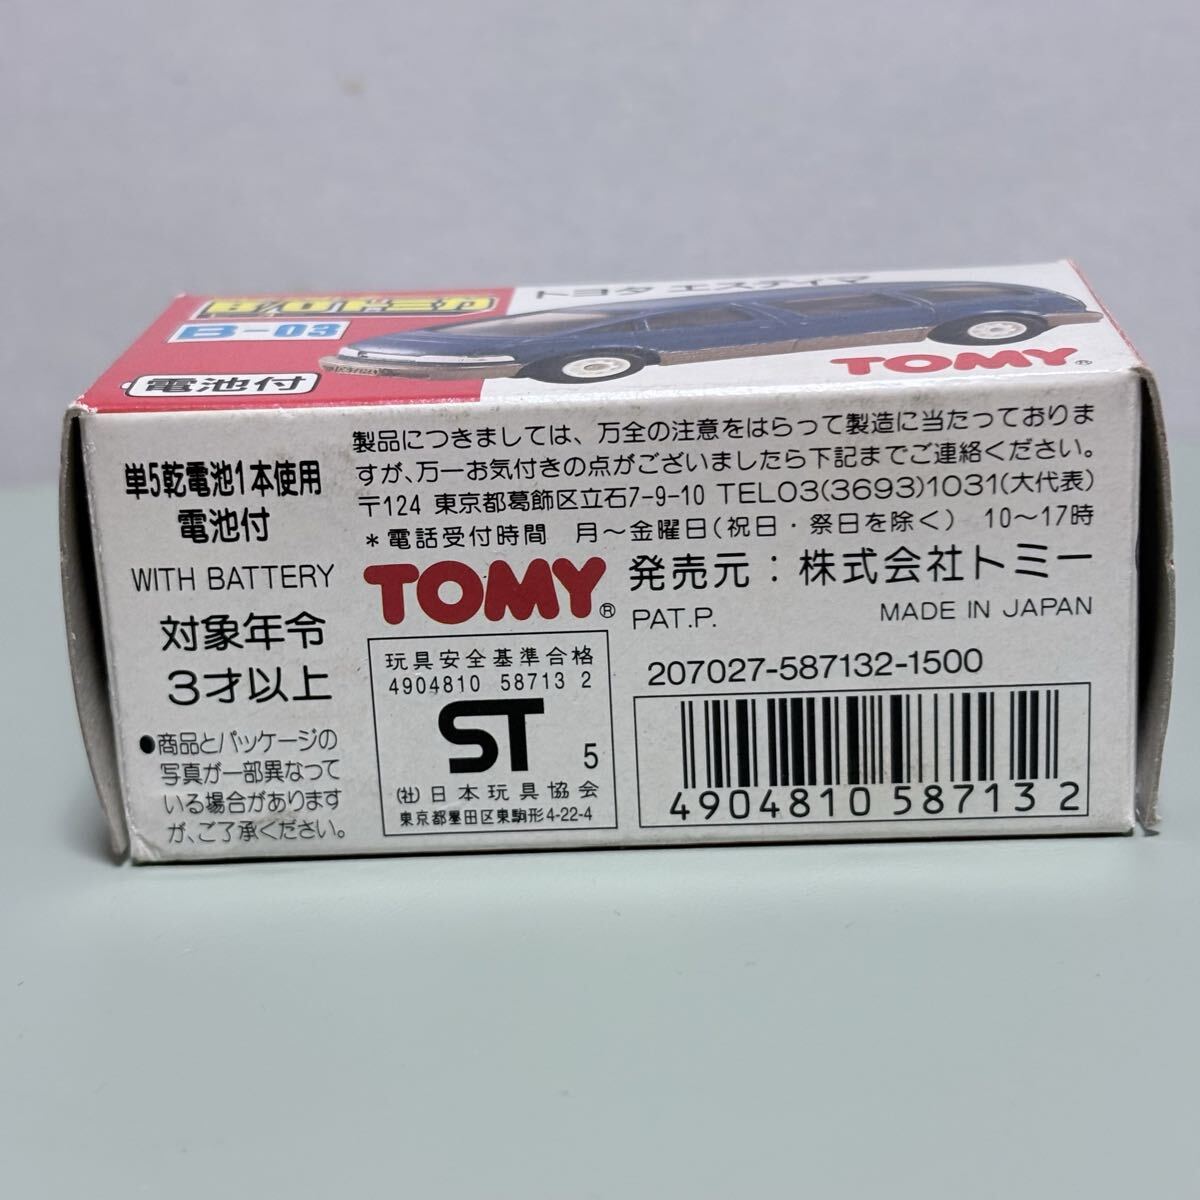 B/Oトミカ
トヨタ エスティマ
B-03
電池付
TOMY®
単5乾電池1本使用
電池付
WITH BATTERY
対象年令
3才以上
●商品とパッケージの
写真が一部異なって
いる場合があります
が、ご了承ください。
製品につきましては、万全の注意をはらって製造に当たっておりま
すが、万一お気付きの点がございましたら下記までご連絡ください。
〒124 東京都葛飾区立石7-9-10 TEL03(3693)1031(大代表)
*電話受付時間 月～金曜日(祝日・祭日を除く) 10～17時
TOMY® 発売元：株式会社トミー
PAT.P. MADE IN JAPAN
玩具安全基準合格
4904810 58713 2
ST 5
(社)日本玩具協会
東京都墨田区東駒形4-22-4
207027-587132-1500
4904810 587132